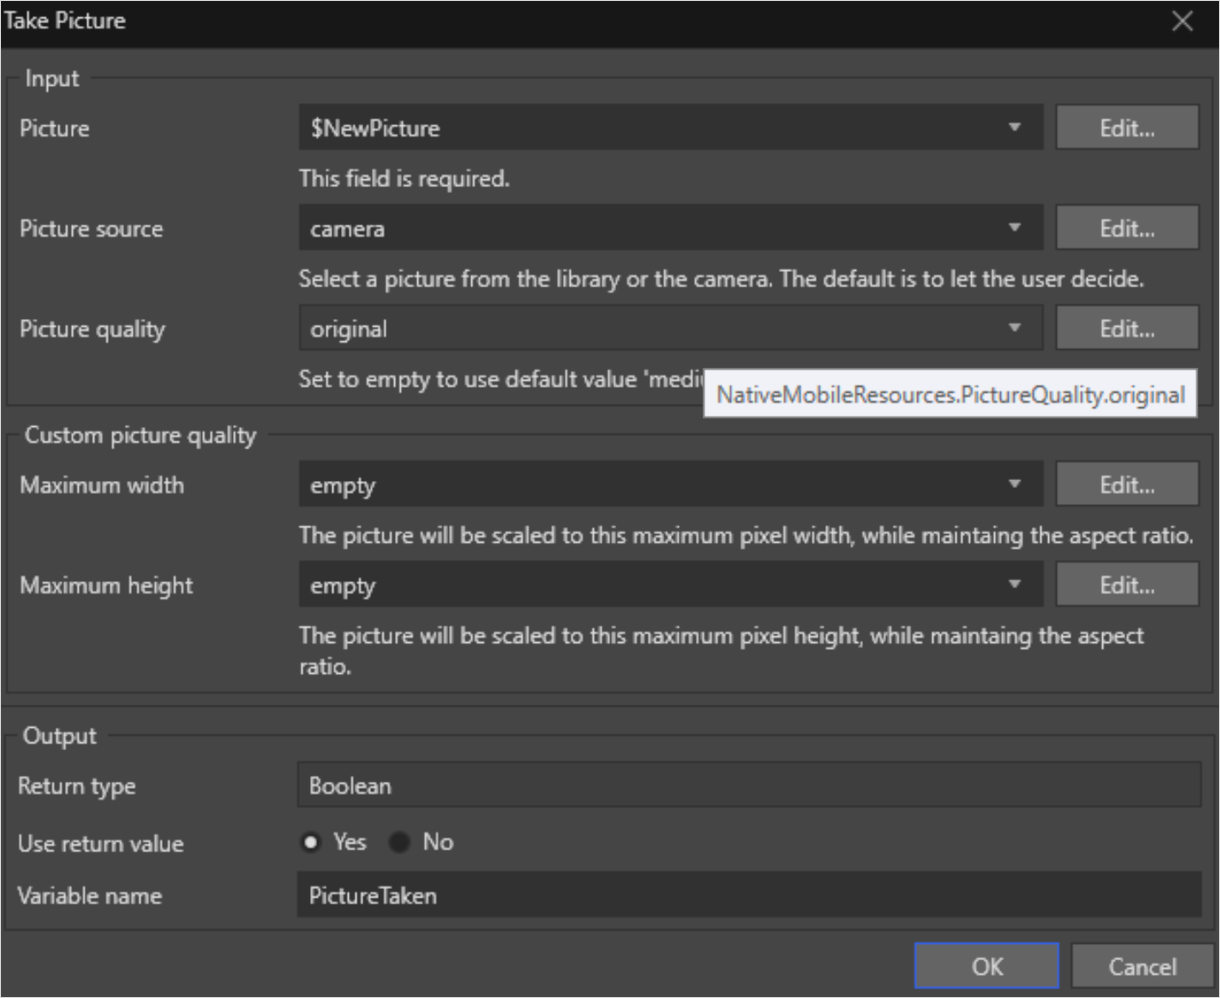 Take Picture
Input
Picture
$NewPicture
Edit...
This field is required.
Picture source
camera
Edit...
Select a picture from the library or the camera. The default is to let the user decide.
Picture quality
original
Edit...
Set to empty to use default value
NativeMobileResources.PictureQuality.original
Custom picture quality
Maximum width
empty
Edit...
The picture will be scaled to this maximum pixel width, while maintaing the aspect ratio.
Maximum height
empty
Edit...
The picture will be scaled to this maximum pixel height, while maintaing the aspect
ratio.
Output
Return type
Boolean
Use return value
Yes
No
Variable name
PictureTaken
OK
Cancel